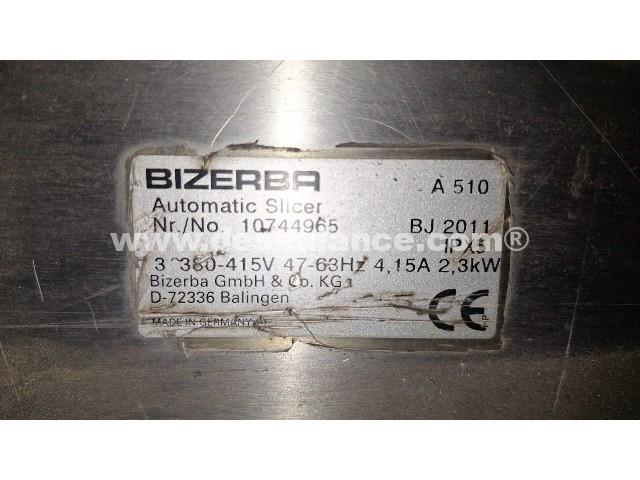 BIZERBA A 510
Automatic Slicer
Nr./No. 10744965 BJ 2011
IPX5
3~380-415V 47-63Hz 4,15A 2,3kW
Bizerba GmbH & Co. KG
D-72336 Balingen
MADE IN GERMANY
CE